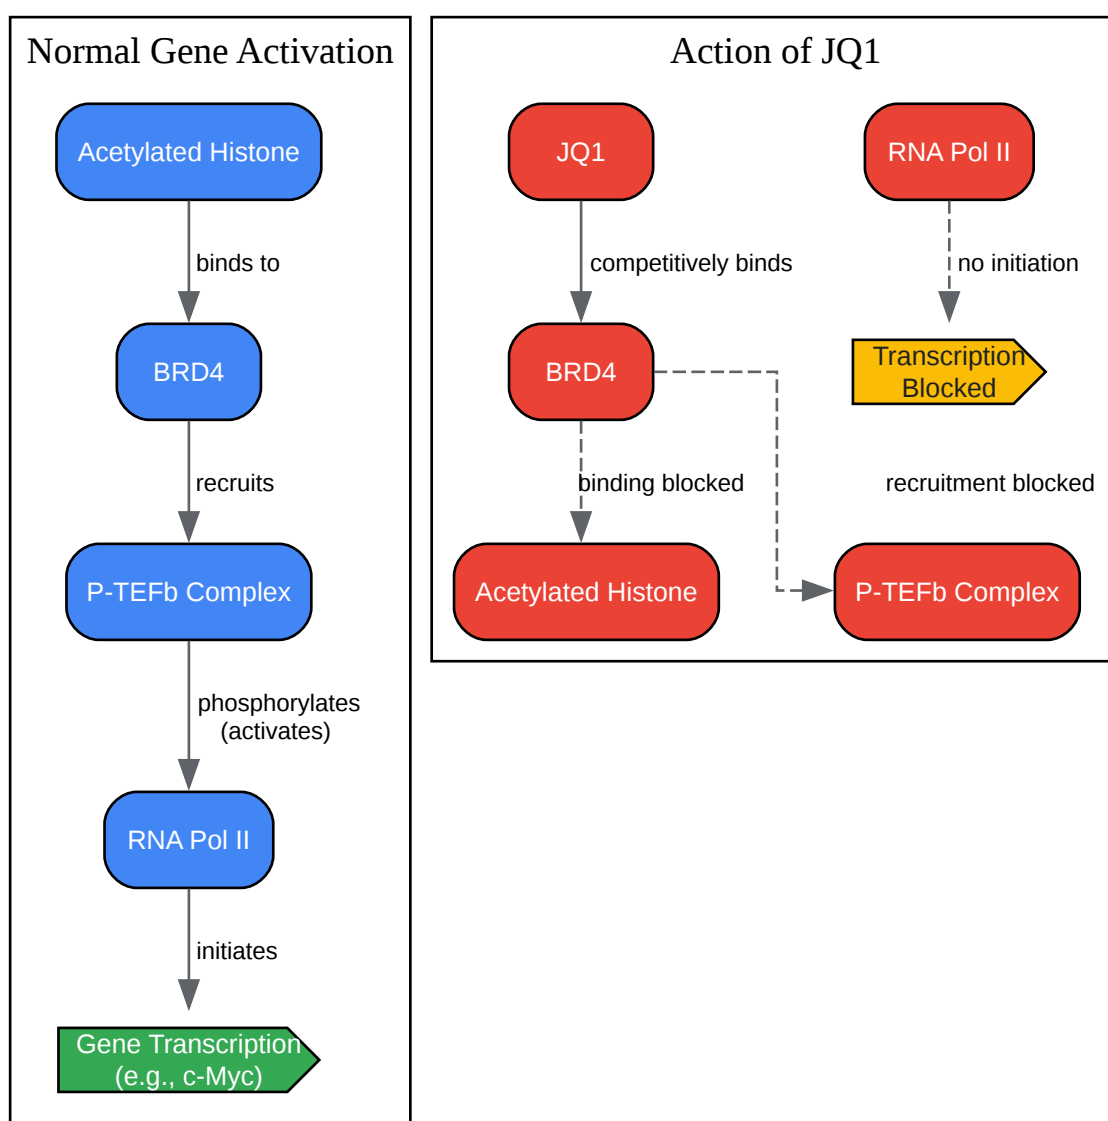 Normal Gene Activation
Acetylated Histone
binds to
BRD4
recruits
P-TEFb Complex
phosphorylates
(activates)
RNA Pol II
initiates
Gene Transcription
(e.g., c-Myc)
Action of JQ1
JQ1
RNA Pol II
competitively binds
no initiation
BRD4
Transcription
Blocked
binding blocked
recruitment blocked
Acetylated Histone
P-TEFb Complex